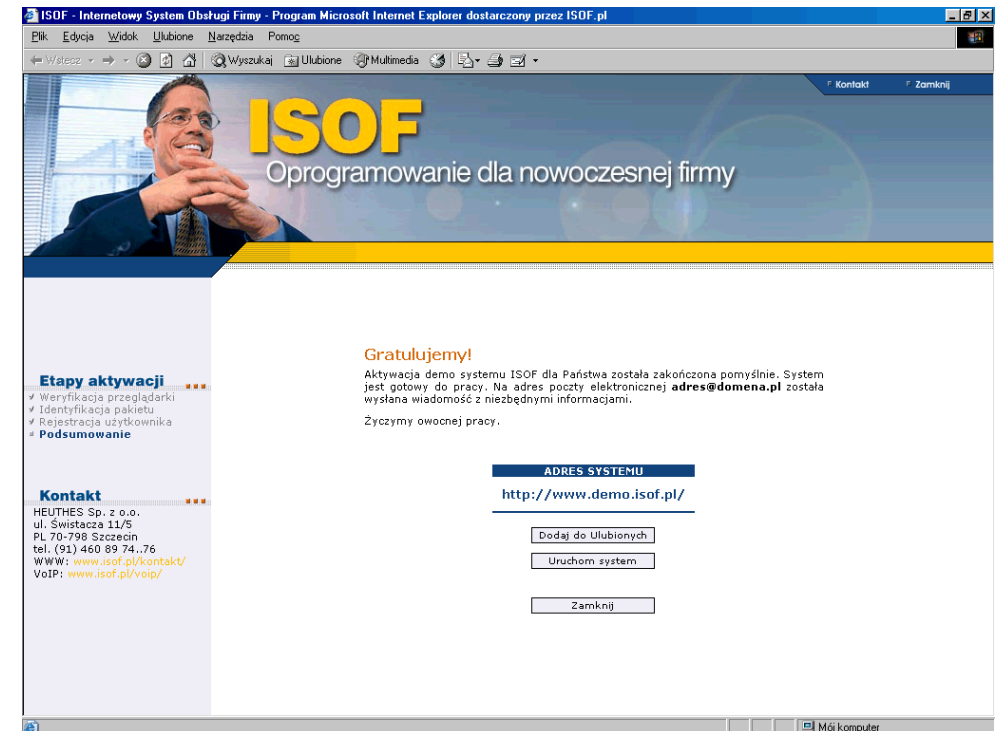 ISOF - Internetowy System Obsługi Firmy - Program Microsoft Internet Explorer dostarczony przez ISOF.pl
Plik Edycja Widok Ulubione Narzędzia Pomoc
Wstecz Wyszukaj Ulubione Multimedia
Kontakt Zamknij
ISOF
Oprogramowanie dla nowoczesnej firmy
Etapy aktywacji
Weryfikacja przeglądarki
Identyfikacja pakietu
Rejestracja użytkownika
Podsumowanie
Kontakt
HEUTHES Sp. z o.o.
ul. Świstacza 11/5
PL 70-798 Szczecin
tel. (91) 460 89 74..76
WWW: www.isof.pl/kontakt/
VoIP: www.isof.pl/voip/
Gratulujemy!
Aktywacja demo systemu ISOF dla Państwa została zakończona pomyślnie. System
jest gotowy do pracy. Na adres poczty elektronicznej adres@domena.pl została
wysłana wiadomość z niezbędnymi informacjami.
Życzymy owocnej pracy.
ADRES SYSTEMU
http://www.demo.isof.pl/
Dodaj do Ulubionych
Uruchom system
Zamknij
Mój komputer